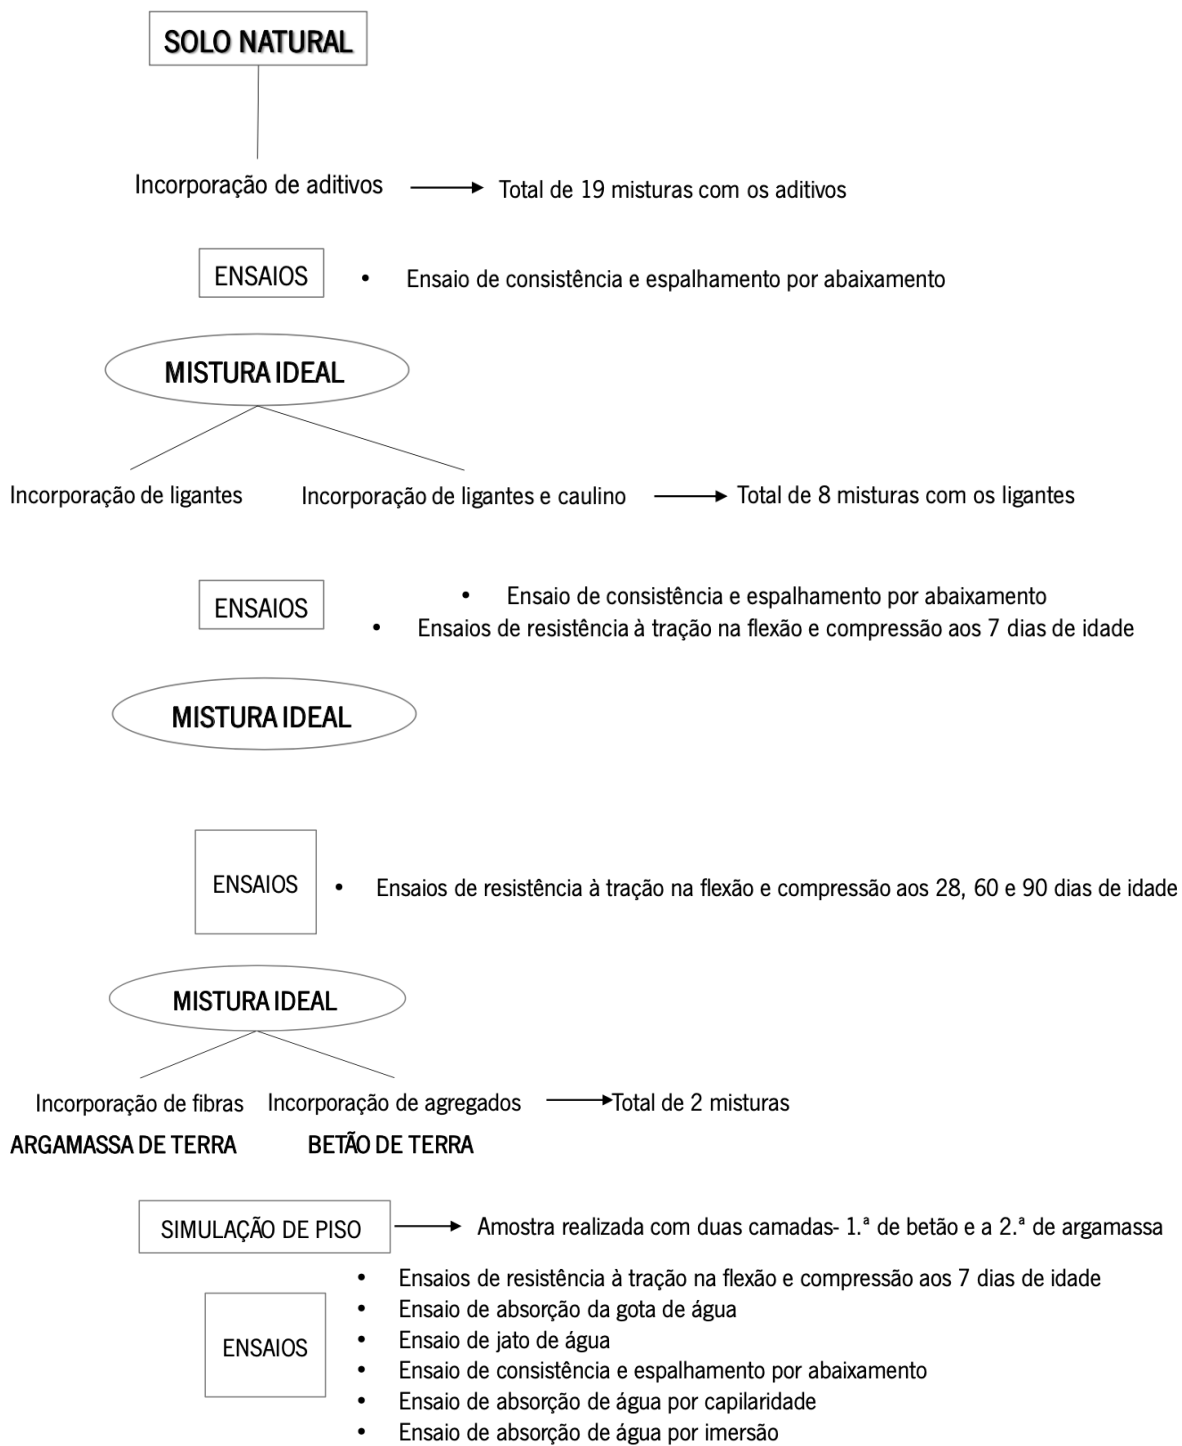 SOLO NATURAL
Incorporação de aditivos
Total de 19 misturas com os aditivos
ENSAIOS
• Ensaio de consistência e espalhamento por abaixamento
MISTURA IDEAL
Incorporação de ligantes
Incorporação de ligantes e caulino
Total de 8 misturas com os ligantes
ENSAIOS
• Ensaio de consistência e espalhamento por abaixamento
• Ensaios de resistência à tração na flexão e compressão aos 7 dias de idade
MISTURA IDEAL
ENSAIOS
• Ensaios de resistência à tração na flexão e compressão aos 28, 60 e 90 dias de idade
MISTURA IDEAL
Incorporação de fibras
Incorporação de agregados
Total de 2 misturas
ARGAMASSA DE TERRA
BETÃO DE TERRA
SIMULAÇÃO DE PISO
Amostra realizada com duas camadas- 1.ª de betão e a 2.ª de argamassa
ENSAIOS
• Ensaios de resistência à tração na flexão e compressão aos 7 dias de idade
• Ensaio de absorção da gota de água
• Ensaio de jato de água
• Ensaio de consistência e espalhamento por abaixamento
• Ensaio de absorção de água por capilaridade
• Ensaio de absorção de água por imersão